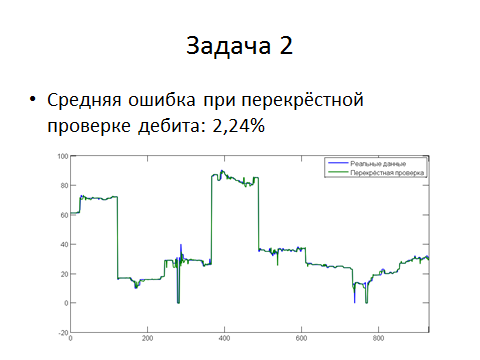 Задача 2
• Средняя ошибка при перекрёстной
проверке дебита: 2,24%
Реальные данные
Перекрёстная проверка
100
80
60
40
20
0
-20
0 200 400 600 800